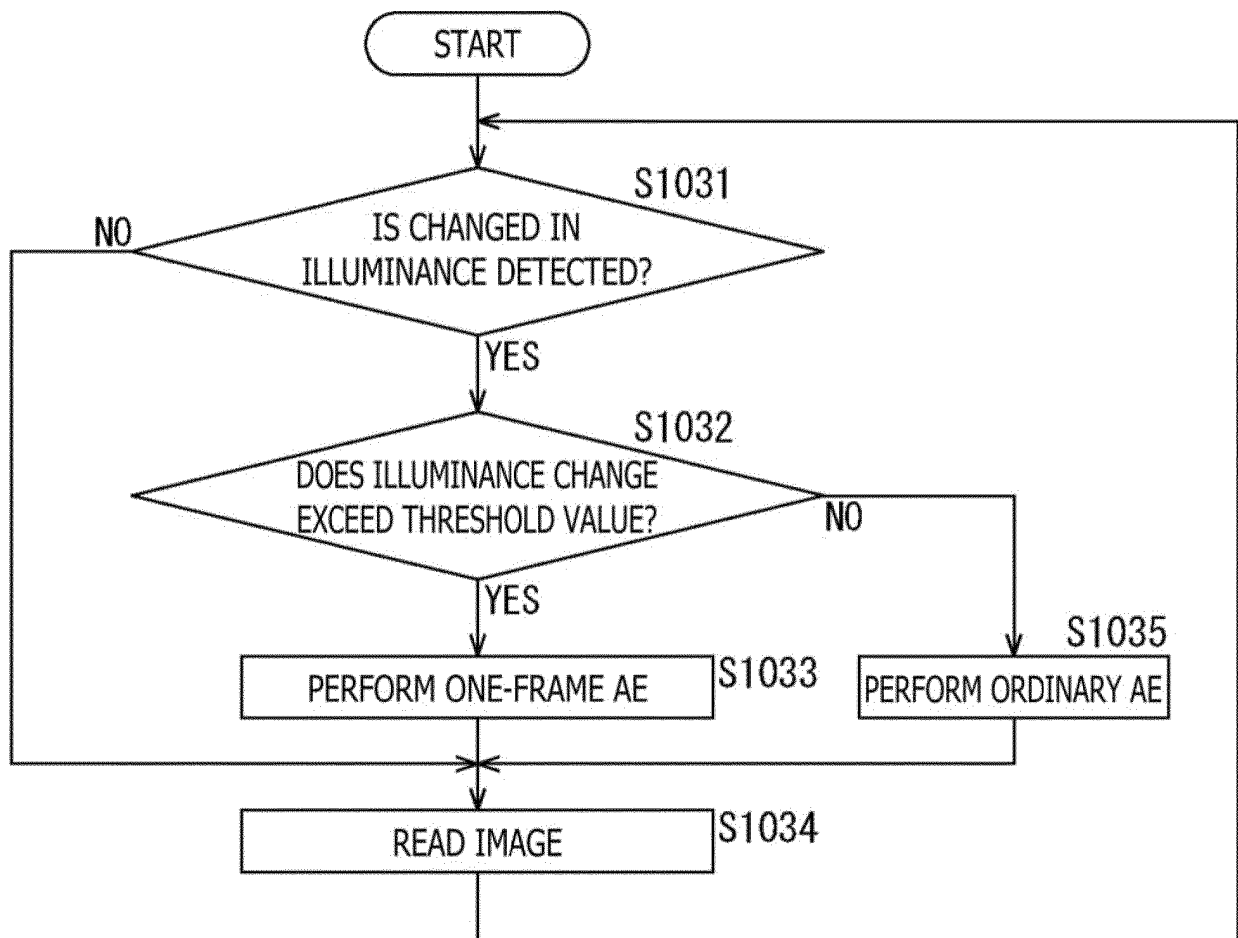 START
S1031
NO
IS CHANGED IN
ILLUMINANCE DETECTED?
YES
S1032
DOES ILLUMINANCE CHANGE
EXCEED THRESHOLD VALUE?
NO
YES
S1035
PERFORM ONE-FRAME AE
S1033
PERFORM ORDINARY AE
READ IMAGE
S1034